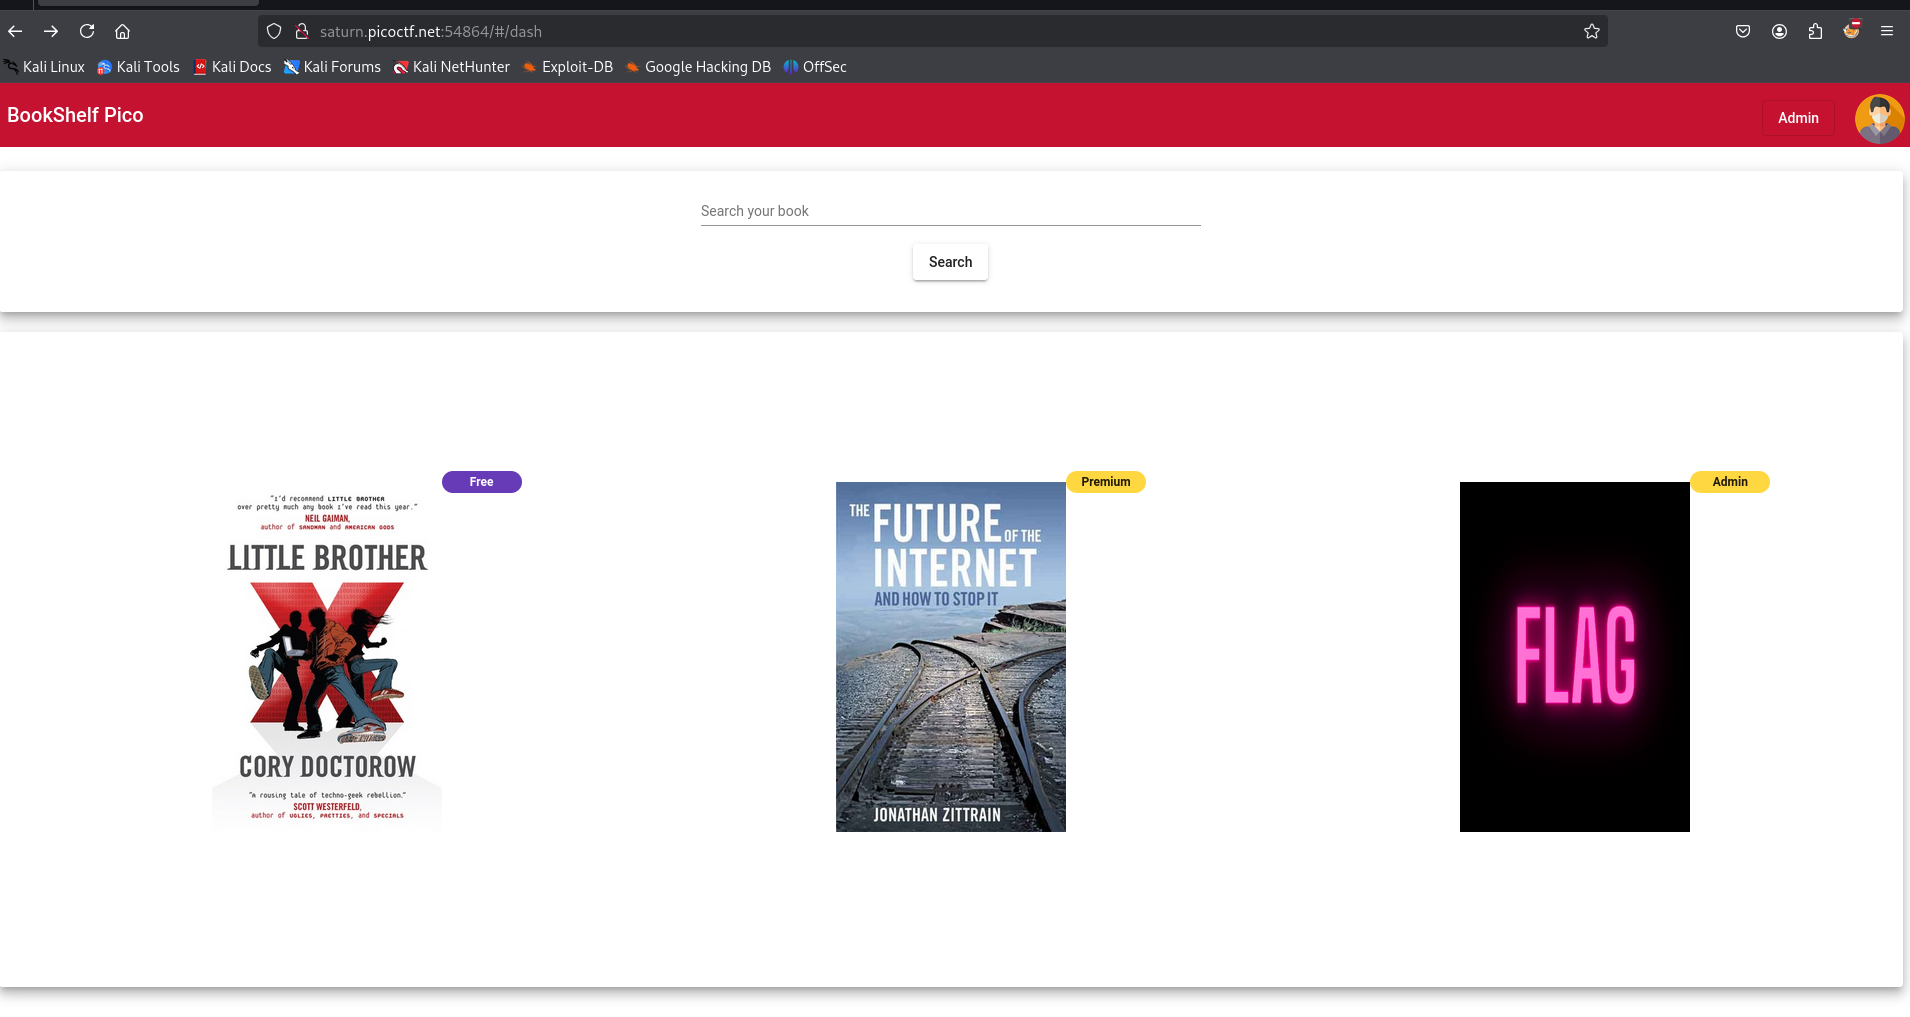 saturn.picoctf.net:54864/#/dash
Kali Linux Kali Tools Kali Docs Kali Forums Kali NetHunter Exploit-DB Google Hacking DB OffSec
BookShelf Pico
Admin
Search your book
Search
Free
"I'd recommend LITTLE BROTHER
over pretty much any book I've read this year."
NEIL GAIMAN,
author of SANDMAN and AMERICAN GODS
LITTLE BROTHER
CORY DOCTOROW
"A rousing tale of techno-geek rebellion."
SCOTT WESTERFELD,
author of UGLIES, PRETTIES, and SPECIALS
Premium
THE FUTURE OF THE
INTERNET
AND HOW TO STOP IT
JONATHAN ZITTRAIN
Admin
FLAG